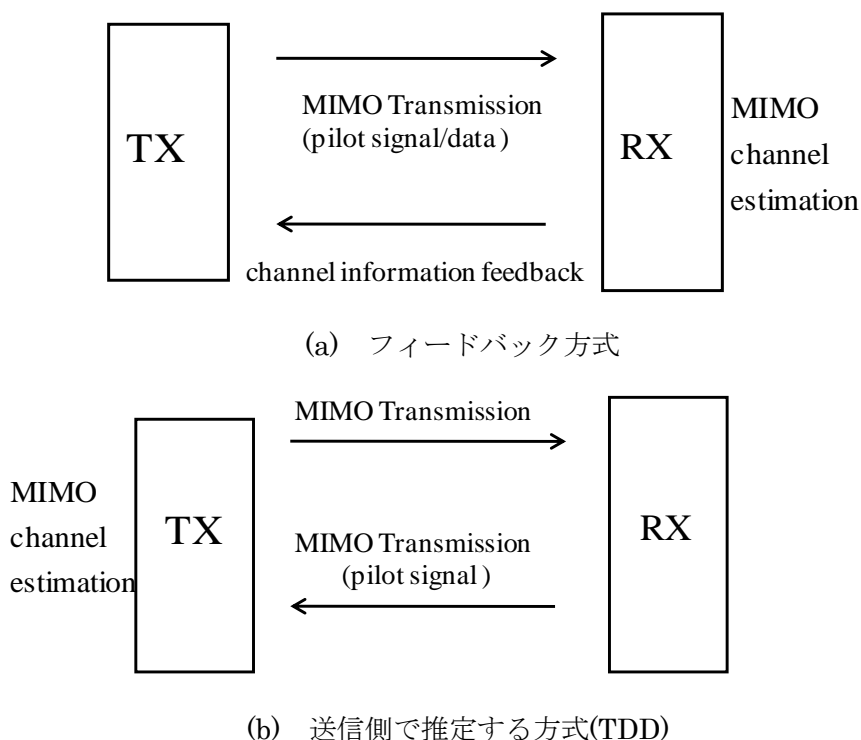 TX
MIMO Transmission
(pilot signal/data )
RX
MIMO
channel
estimation
channel information feedback
(a) フィードバック方式
MIMO Transmission
MIMO
channel
estimation
TX
MIMO Transmission
(pilot signal )
RX
(b) 送信側で推定する方式(TDD)